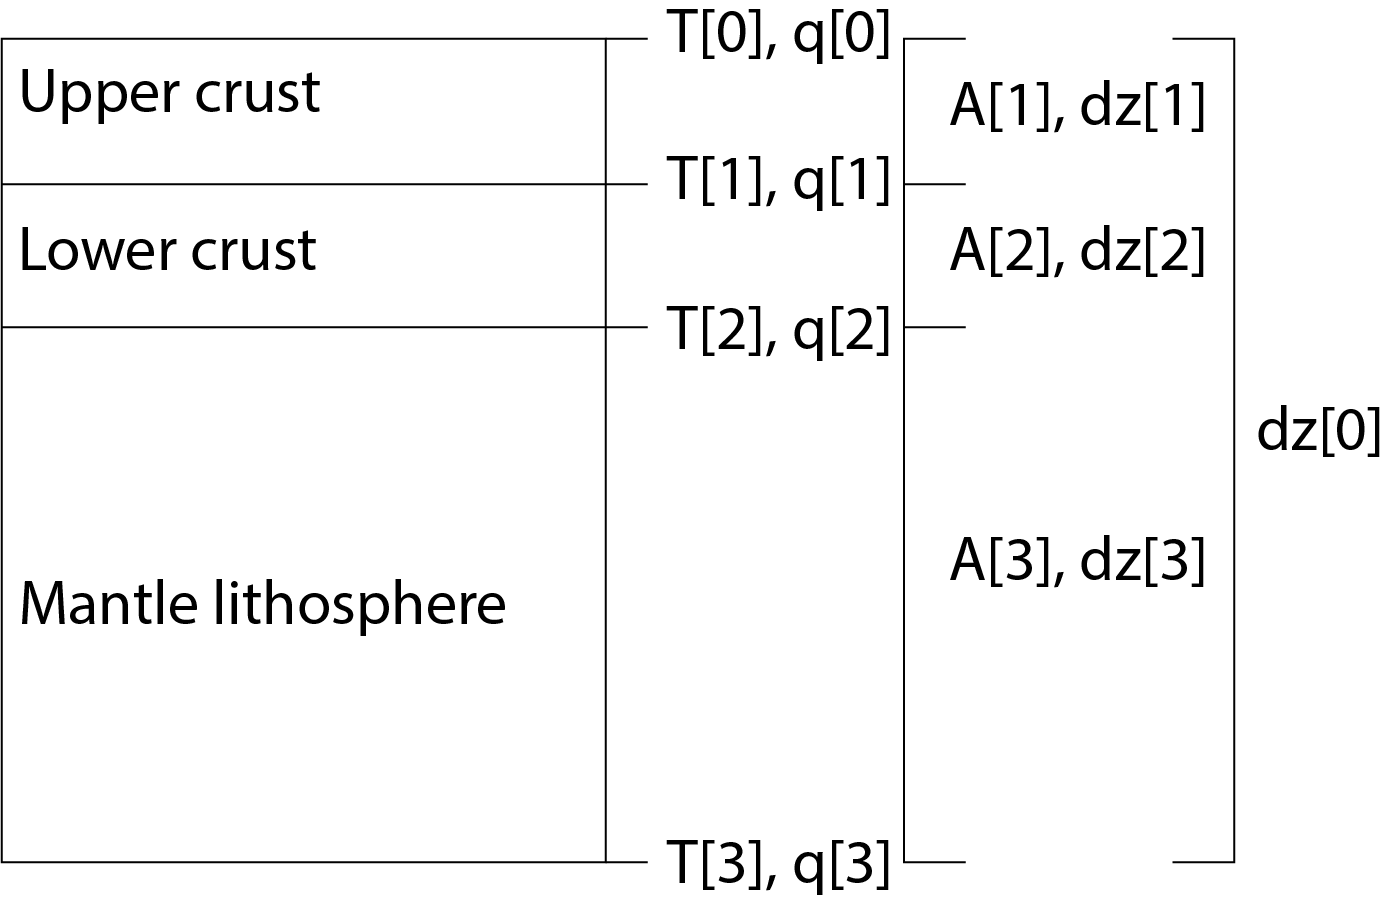 T[0], q[0]
Upper crust
A[1], dz[1]
T[1], q[1]
Lower crust
A[2], dz[2]
T[2], q[2]
dz[0]
A[3], dz[3]
Mantle lithosphere
T[3], q[3]